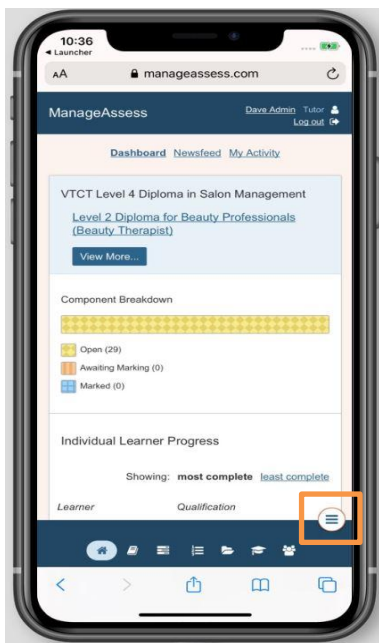 10:36
◄ Launcher
AA manageassess.com
ManageAssess
Dave Admin Tutor
Log out
Dashboard Newsfeed My Activity
VTCT Level 4 Diploma in Salon Management
Level 2 Diploma for Beauty Professionals
(Beauty Therapist)
View More...
Component Breakdown
Open (29)
Awaiting Marking (0)
Marked (0)
Individual Learner Progress
Showing: most complete least complete
Learner Qualification